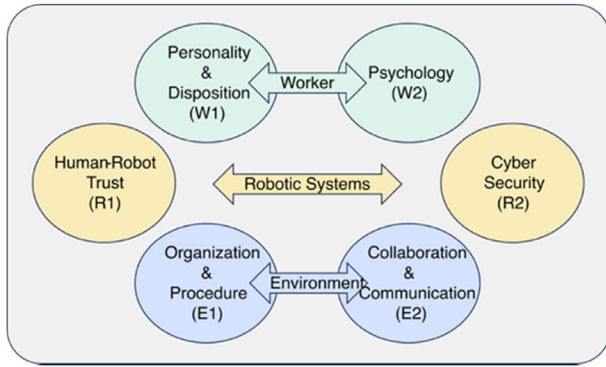 Personality
&
Disposition
(W1)
Worker
Psychology
(W2)
Human-Robot
Trust
(R1)
Robotic Systems
Cyber
Security
(R2)
Organization
&
Procedure
(E1)
Environment
Collaboration
&
Communication
(E2)